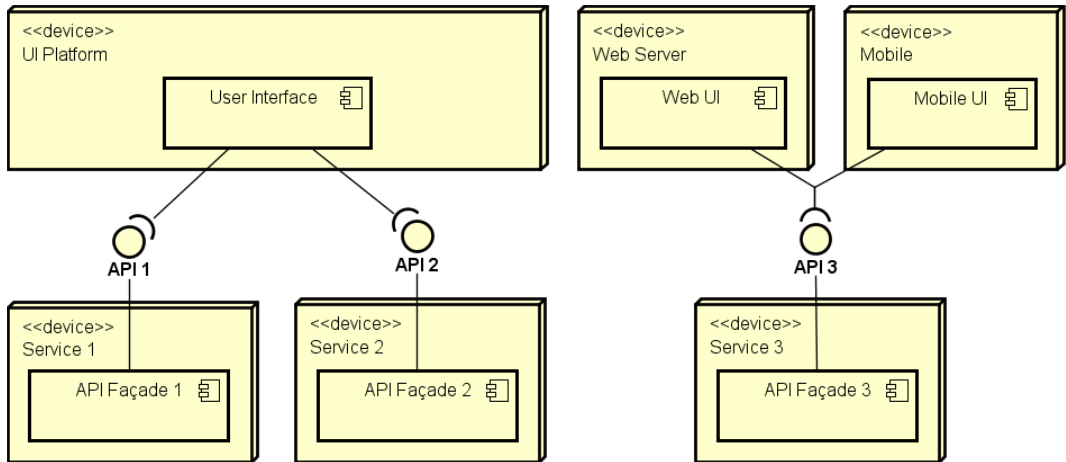 <<device>>
UI Platform
User Interface
<<device>>
Web Server
Web UI
<<device>>
Mobile
Mobile UI
API 1
API 2
API 3
<<device>>
Service 1
API Façade 1
<<device>>
Service 2
API Façade 2
<<device>>
Service 3
API Façade 3